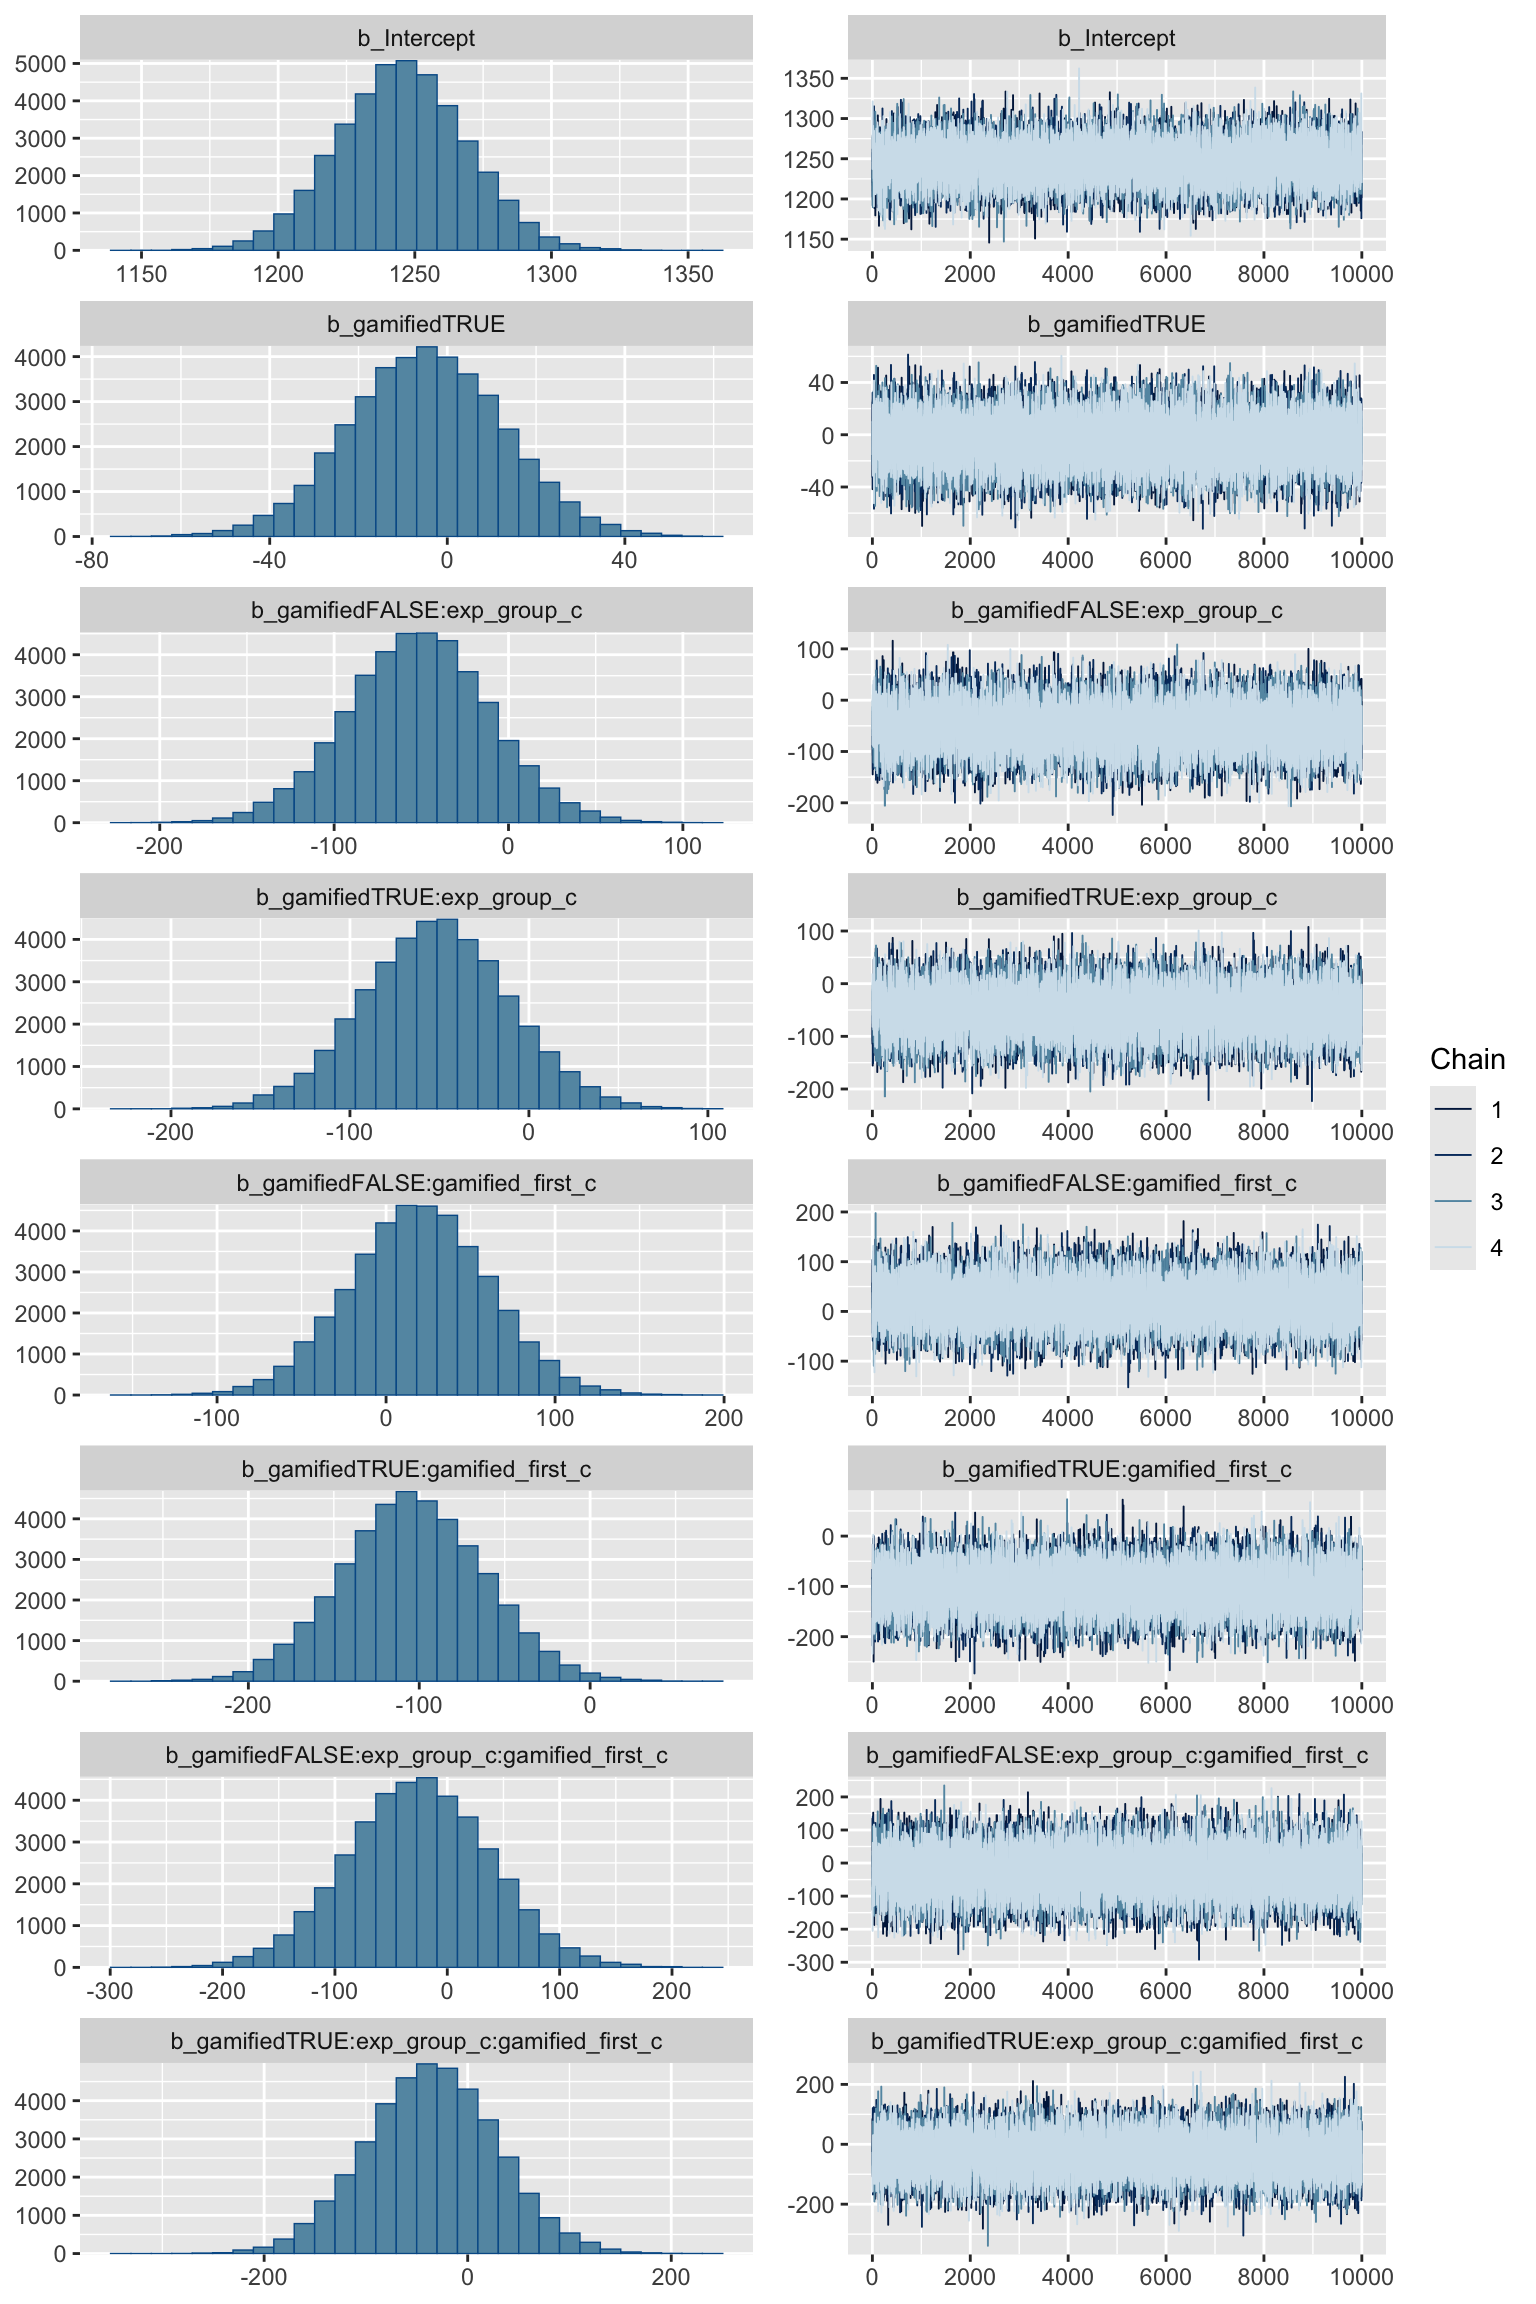 b_Intercept
5000
4000
3000
2000
1000
0
1150 1200 1250 1300 1350
b_Intercept
1350
1300
1250
1200
1150
0 2000 4000 6000 8000 10000
b_gamifiedTRUE
4000
3000
2000
1000
0
-80 -40 0 40
b_gamifiedTRUE
40
0
-40
0 2000 4000 6000 8000 10000
b_gamifiedFALSE:exp_group_c
4000
3000
2000
1000
0
-200 -100 0 100
b_gamifiedFALSE:exp_group_c
100
0
-100
-200
0 2000 4000 6000 8000 10000
b_gamifiedTRUE:exp_group_c
4000
3000
2000
1000
0
-200 -100 0 100
b_gamifiedTRUE:exp_group_c
100
0
-100
-200
0 2000 4000 6000 8000 10000
b_gamifiedFALSE:gamified_first_c
4000
3000
2000
1000
0
-100 0 100 200
b_gamifiedFALSE:gamified_first_c
200
100
0
-100
0 2000 4000 6000 8000 10000
b_gamifiedTRUE:gamified_first_c
4000
3000
2000
1000
0
-200 -100 0
b_gamifiedTRUE:gamified_first_c
0
-100
-200
0 2000 4000 6000 8000 10000
b_gamifiedFALSE:exp_group_c:gamified_first_c
4000
3000
2000
1000
0
-300 -200 -100 0 100 200
b_gamifiedFALSE:exp_group_c:gamified_first_c
200
100
0
-100
-200
-300
0 2000 4000 6000 8000 10000
b_gamifiedTRUE:exp_group_c:gamified_first_c
4000
3000
2000
1000
0
-200 0 200
b_gamifiedTRUE:exp_group_c:gamified_first_c
200
0
-200
0 2000 4000 6000 8000 10000
Chain
1
2
3
4